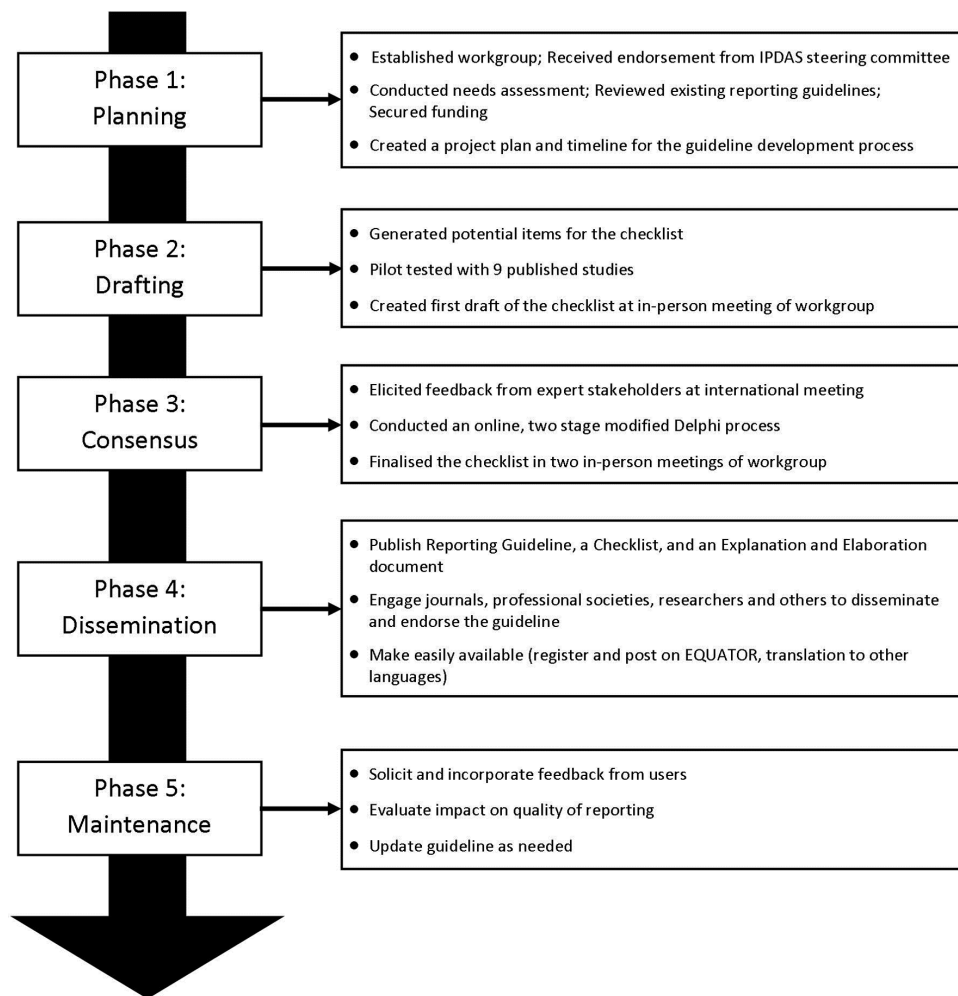 Phase 1:
Planning
● Established workgroup; Received endorsement from IPDAS steering committee
● Conducted needs assessment; Reviewed existing reporting guidelines;
Secured funding
● Created a project plan and timeline for the guideline development process
Phase 2:
Drafting
● Generated potential items for the checklist
● Pilot tested with 9 published studies
● Created first draft of the checklist at in-person meeting of workgroup
Phase 3:
Consensus
● Elicited feedback from expert stakeholders at international meeting
● Conducted an online, two stage modified Delphi process
● Finalised the checklist in two in-person meetings of workgroup
Phase 4:
Dissemination
● Publish Reporting Guideline, a Checklist, and an Explanation and Elaboration
document
● Engage journals, professional societies, researchers and others to disseminate
and endorse the guideline
● Make easily available (register and post on EQUATOR, translation to other
languages)
Phase 5:
Maintenance
● Solicit and incorporate feedback from users
● Evaluate impact on quality of reporting
● Update guideline as needed